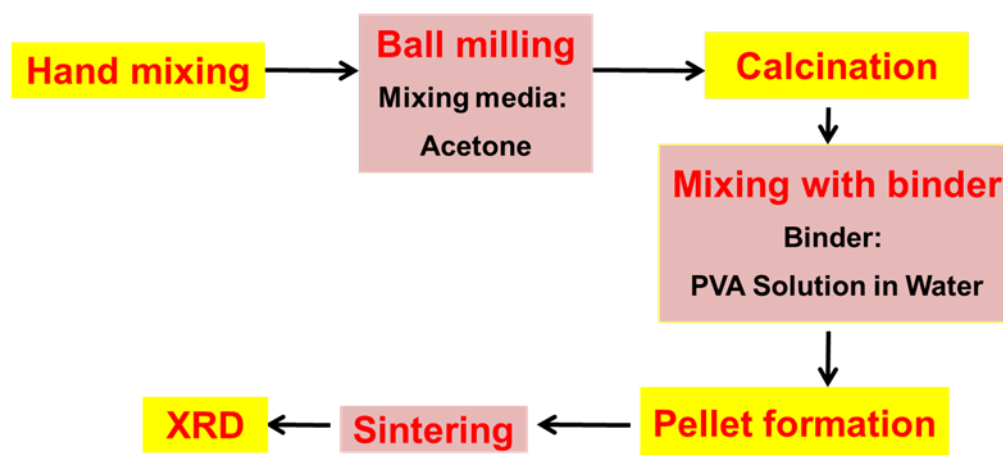 Hand mixing
Ball milling
Mixing media:
Acetone
Calcination
Mixing with binder
Binder:
PVA Solution in Water
Pellet formation
Sintering
XRD